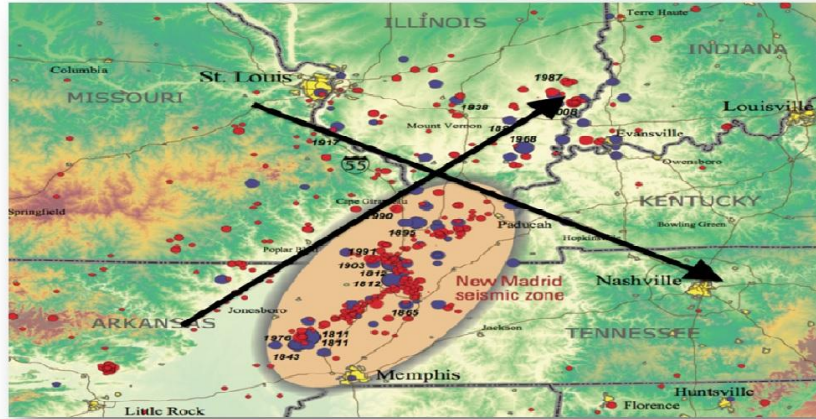 ILLINOIS
Terre Haute
INDIANA
Columbia
St. Louis
MISSOURI
1987
1838
Louisville
Mount Vernon
1968
Evansville
1917
55
Owensboro
KENTUCKY
Springfield
Cape Girardeau
1990
Paducah
Bowling Green
1895
Hopkinsville
Poplar Bluff
1991
1903
1812
1812
New Madrid
seismic zone
Nashville
ARKANSAS
Jonesboro
1865
1811
1811
TENNESSEE
Jackson
1976
1843
Memphis
Little Rock
Florence
Huntsville